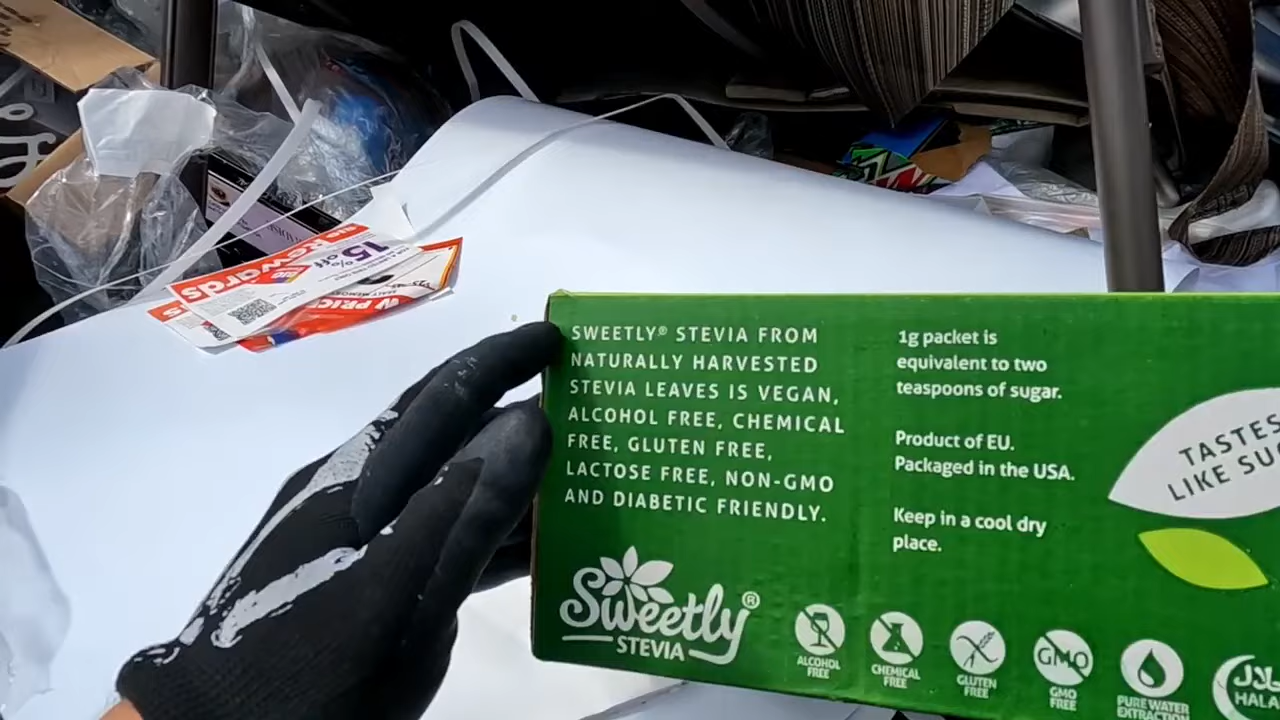 Rewards
15%
off
W PRIC
SWEETLY® STEVIA FROM
NATURALLY HARVESTED
STEVIA LEAVES IS VEGAN,
ALCOHOL FREE, CHEMICAL
FREE, GLUTEN FREE,
LACTOSE FREE, NON-GMO
AND DIABETIC FRIENDLY.
1g packet is
equivalent to two
teaspoons of sugar.
Product of EU.
Packaged in the USA.
Keep in a cool dry
place.
TASTES
LIKE SU
Sweetly®
STEVIA
ALCOHOL
FREE
CHEMICAL
FREE
GLUTEN
FREE
GMO
GMO
FREE
PURE WATER
EXTRACTION
حلال
HALA